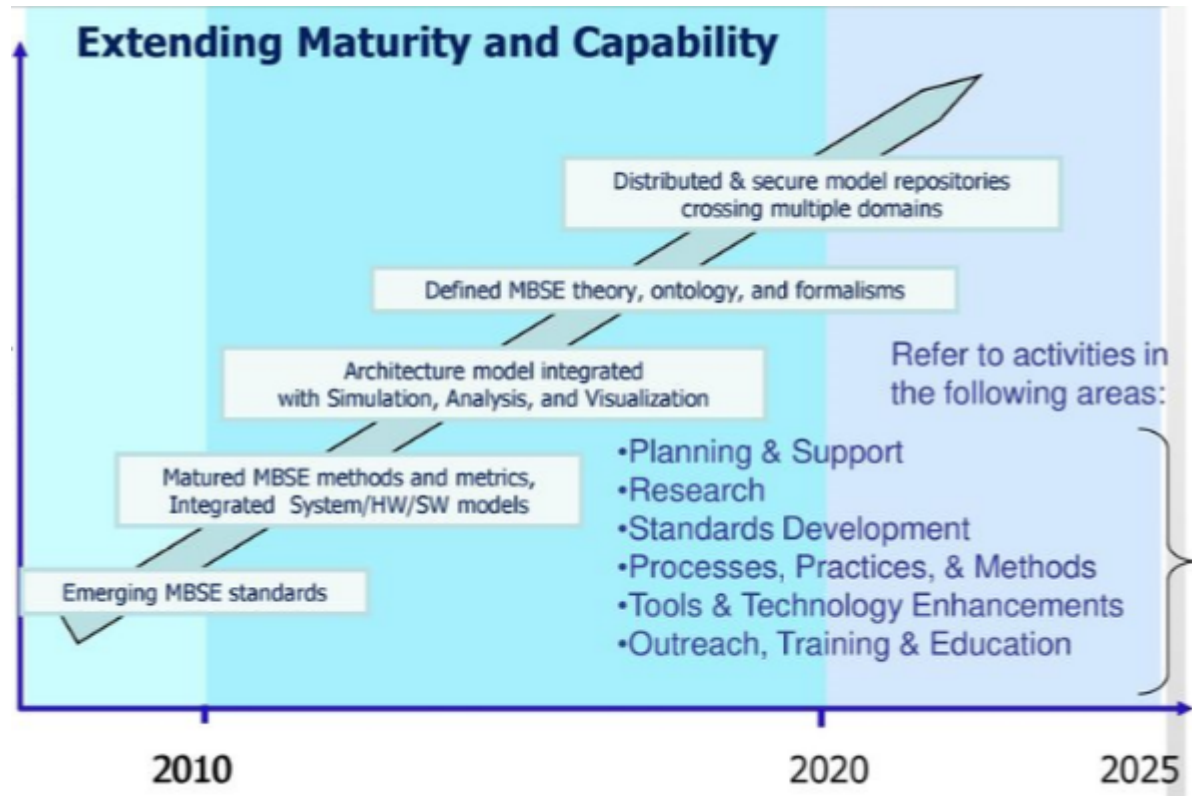 Extending Maturity and Capability
Distributed & secure model repositories
crossing multiple domains
Defined MBSE theory, ontology, and formalisms
Architecture model integrated
with Simulation, Analysis, and Visualization
Matured MBSE methods and metrics,
Integrated System/HW/SW models
Emerging MBSE standards
Refer to activities in
the following areas:
•Planning & Support
•Research
•Standards Development
•Processes, Practices, & Methods
•Tools & Technology Enhancements
•Outreach, Training & Education
2010
2020
2025